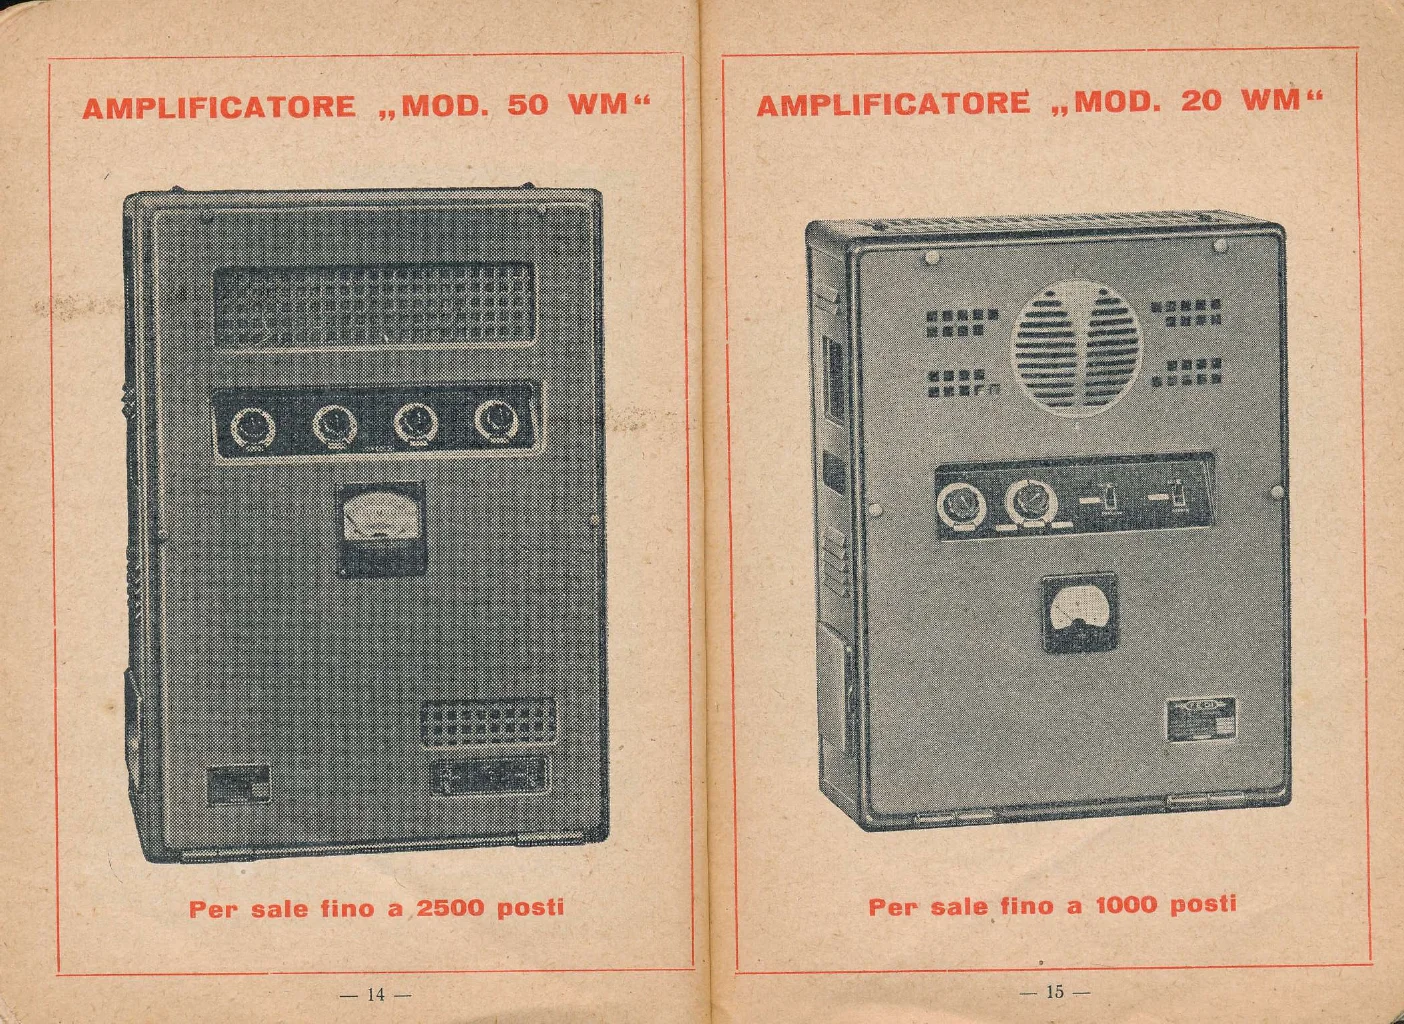 AMPLIFICATORE „MOD. 50 WM“
Per sale fino a 2500 posti
— 14 —
AMPLIFICATORE „MOD. 20 WM“
Per sale fino a 1000 posti
— 15 —